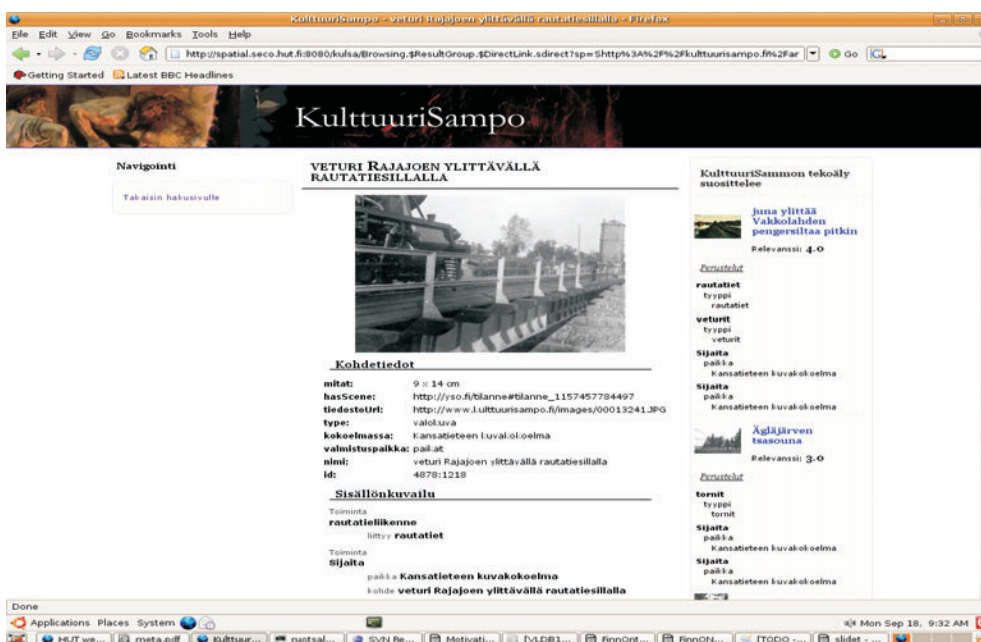 KulttuuriSampo - veturi Rajajoen ylittävällä rautatiesillalla - Firefox
File Edit View Go Bookmarks Tools Help
http://spatial.seco.hut.fi:8080/kulsa/Browsing,$ResultGroup.$DirectLink.sdirect?sp=Shttp%3A%2F%2Fkulttuurisampo.fi%2Far Go
Getting Started Latest BBC Headlines
KulttuuriSampo
Navigointi
Takaisin hakusivulle
VETURI RAJAJOEN YLITTÄVÄLLÄ
RAUTATIESILLALLA
Kohdetiedot
mitat: 9 x 14 cm
hasScene: http://yso.fi/tilanne#tilanne_1157457784497
tiedostoUrl: http://www.kulttuurisampo.fi/images/00013241.JPG
type: valokuva
kokoelmassa: Kansatieteen kuvakokoelma
valmistuspaikka: paikat
nimi: veturi Rajajoen ylittävällä rautatiesillalla
id: 4878:1218
Sisällönkuvailu
Toiminta
rautatieliikenne
liittyy rautatiet
Toiminta
Sijaita
paikka Kansatieteen kuvakokoelma
kohde veturi Rajajoen ylittävällä rautatiesillalla
KulttuuriSammon tekoäly
suosittelee
juna ylittää
Vakkolahden
pengersiltaa pitkin
Relevanssi: 4.0
Perustelut
rautatiet
tyyppi
rautatiet
veturit
tyyppi
veturit
Sijaita
paikka
Kansatieteen kuvakokoelma
Sijaita
paikka
Kansatieteen kuvakokoelma
Ägläjärven
tsasouna
Relevanssi: 3.0
Perustelut
tornit
tyyppi
tornit
Sijaita
paikka
Kansatieteen kuvakokoelma
Sijaita
paikka
Kansatieteen kuvakokoelma
Done
Applications Places System Mon Sep 18, 9:32 AM
HUT we... meta.pdf Kulttuur... ruotsal... SVN Re... Motivati... [VLDB1... FinnOnt... FinnON... [TODO -... slidet - ...